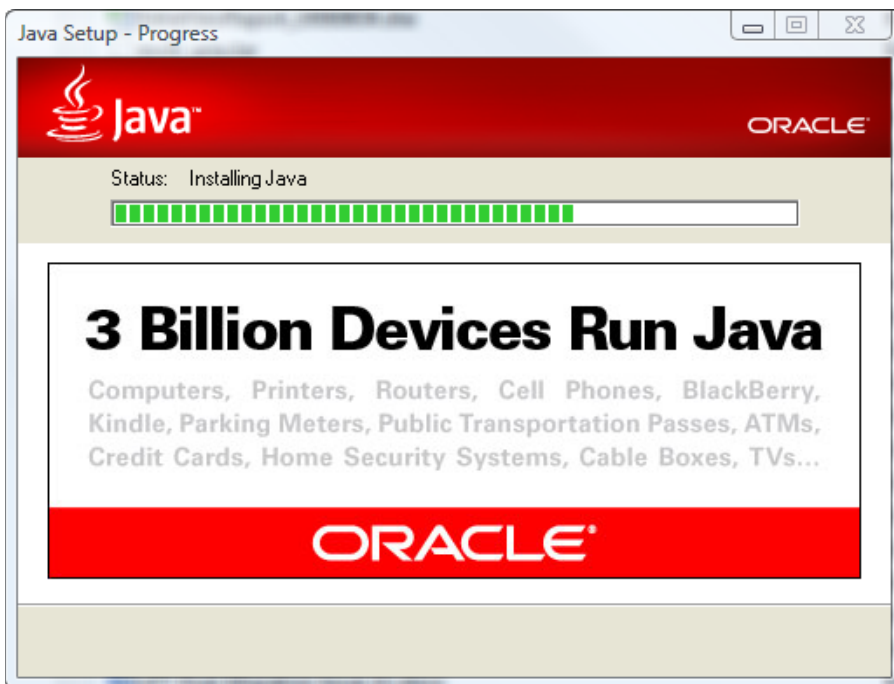 Java Setup - Progress
Java™
ORACLE®
Status: Installing Java
3 Billion Devices Run Java
Computers, Printers, Routers, Cell Phones, BlackBerry,
Kindle, Parking Meters, Public Transportation Passes, ATMs,
Credit Cards, Home Security Systems, Cable Boxes, TVs...
ORACLE®